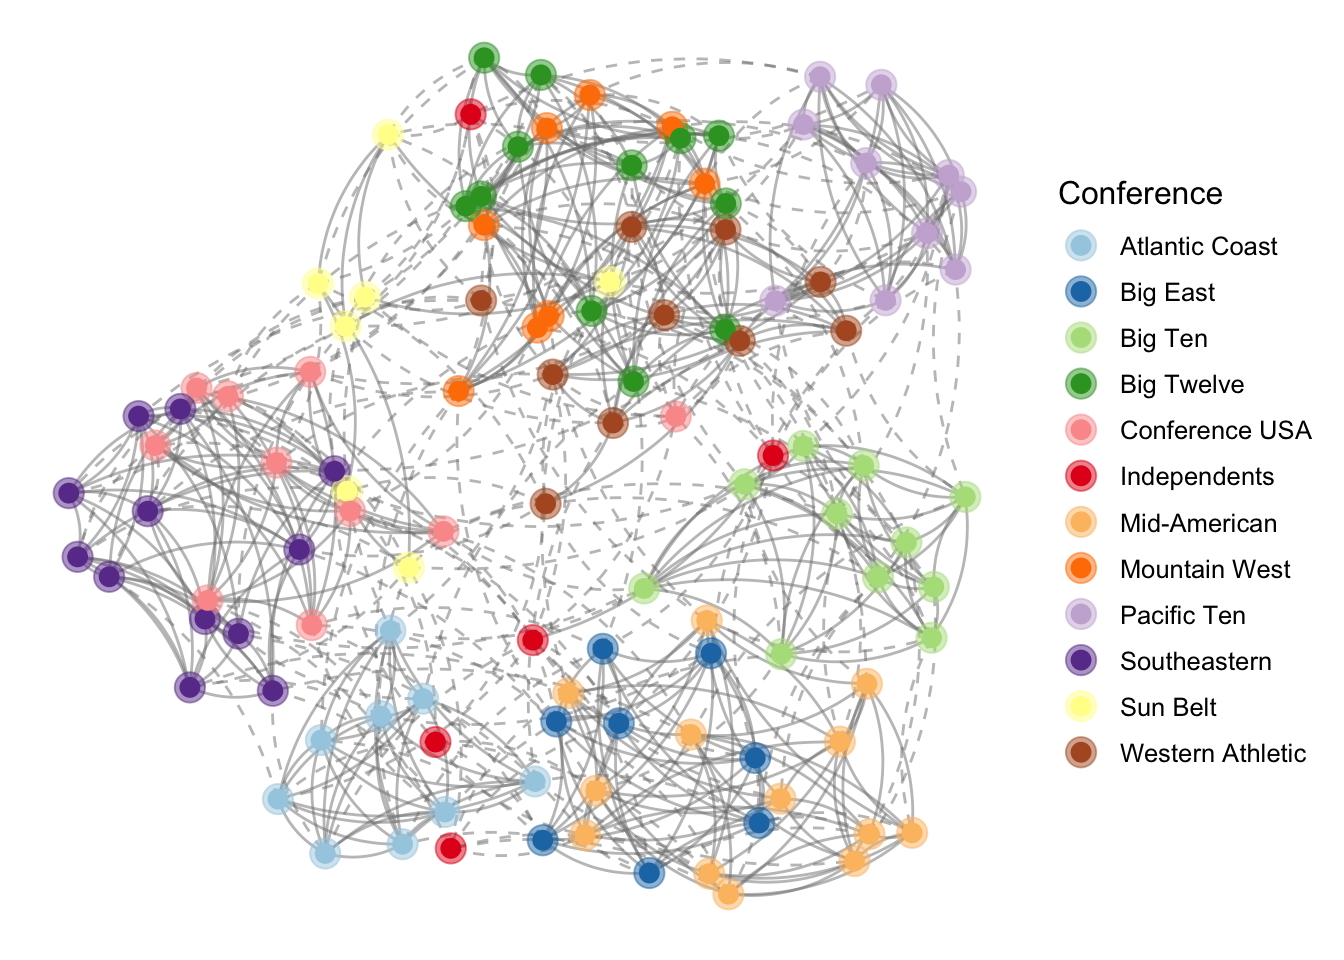 Conference
Atlantic Coast
Big East
Big Ten
Big Twelve
Conference USA
Independents
Mid-American
Mountain West
Pacific Ten
Southeastern
Sun Belt
Western Athletic